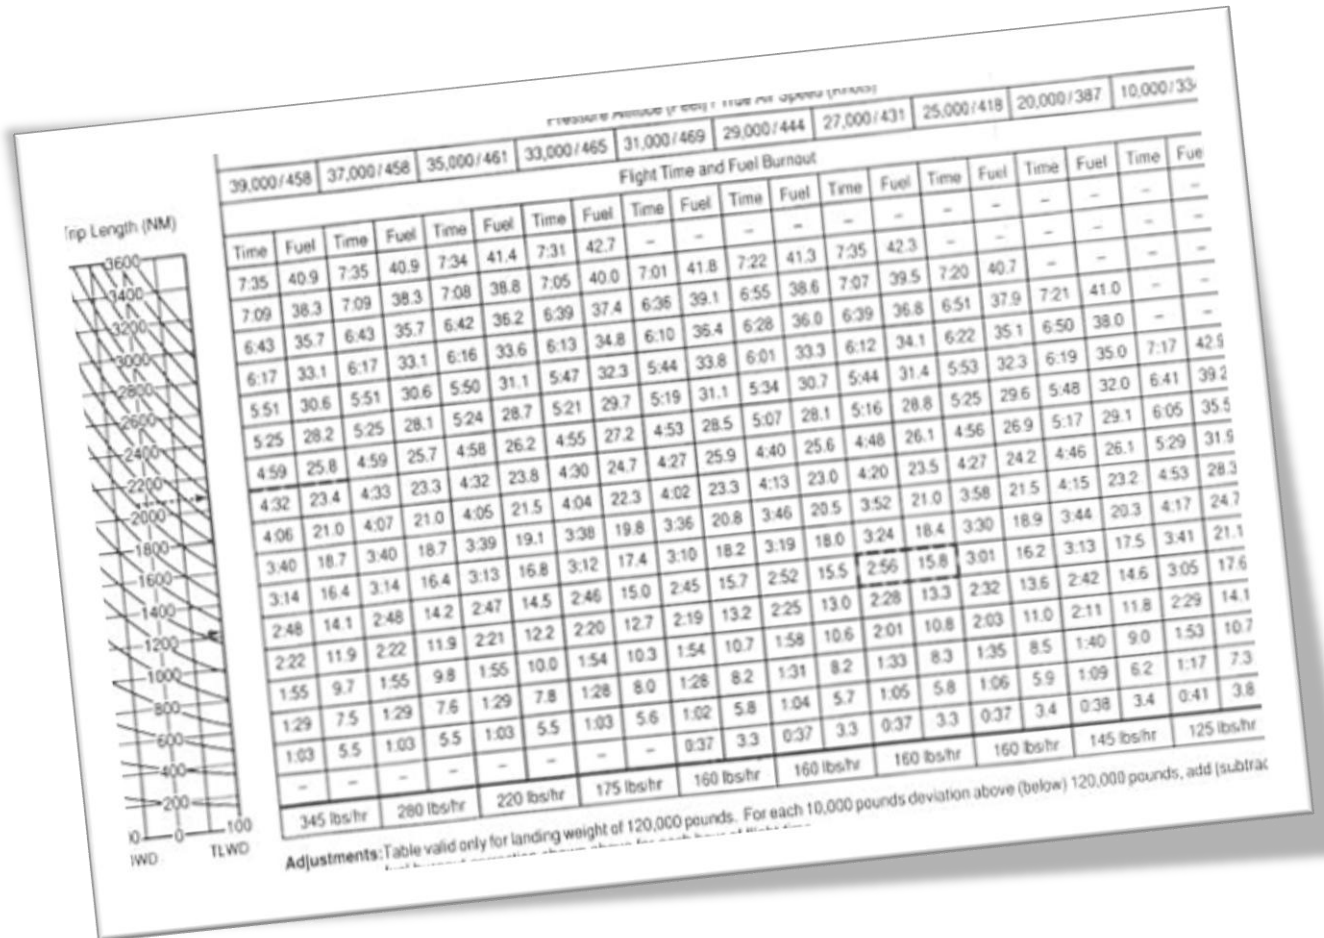 Pressure Altitude (Feet) / True Air Speed (Knots)
39,000/458 37,000/458 35,000/461 33,000/465 31,000/469 29,000/444 27,000/431 25,000/418 20,000/387 10,000/33
Flight Time and Fuel Burnout
Trip Length (NM)
Time Fuel Time Fuel Time Fuel Time Fuel Time Fuel Time Fuel Time Fuel Time Fuel Time Fuel Time Fue
3600 7:35 40.9 7:35 40.9 7:34 41.4 7:31 42.7 – – – – – – – – – – – –
3400 7:09 38.3 7:09 38.3 7:08 38.8 7:05 40.0 7:01 41.8 7:22 41.3 7:35 42.3 – – – – – –
3200 6:43 35.7 6:43 35.7 6:42 36.2 6:39 37.4 6:36 39.1 6:55 38.6 7:07 39.5 7:20 40.7 – – – –
3000 6:17 33.1 6:17 33.1 6:16 33.6 6:13 34.8 6:10 36.4 6:28 36.0 6:39 36.8 6:51 37.9 7:21 41.0 – –
2800 5:51 30.6 5:51 30.6 5:50 31.1 5:47 32.3 5:44 33.8 6:01 33.3 6:12 34.1 6:22 35.1 6:50 38.0 – –
2600 5:25 28.2 5:25 28.1 5:24 28.7 5:21 29.7 5:19 31.1 5:34 30.7 5:44 31.4 5:53 32.3 6:19 35.0 7:17 42.9
2400 4:59 25.8 4:59 25.7 4:58 26.2 4:55 27.2 4:53 28.5 5:07 28.1 5:16 28.8 5:25 29.6 5:48 32.0 6:41 39.2
2200 4:32 23.4 4:33 23.3 4:32 23.8 4:30 24.7 4:27 25.9 4:40 25.6 4:48 26.1 4:56 26.9 5:17 29.1 6:05 35.5
2000 4:06 21.0 4:07 21.0 4:05 21.5 4:04 22.3 4:02 23.3 4:13 23.0 4:20 23.5 4:27 24.2 4:46 26.1 5:29 31.9
1800 3:40 18.7 3:40 18.7 3:39 19.1 3:38 19.8 3:36 20.8 3:46 20.5 3:52 21.0 3:58 21.5 4:15 23.2 4:53 28.3
1600 3:14 16.4 3:14 16.4 3:13 16.8 3:12 17.4 3:10 18.2 3:19 18.0 3:24 18.4 3:30 18.9 3:44 20.3 4:17 24.7
1400 2:48 14.1 2:48 14.2 2:47 14.5 2:46 15.0 2:45 15.7 2:52 15.5 2:56 15.8 3:01 16.2 3:13 17.5 3:41 21.1
1200 2:22 11.9 2:22 11.9 2:21 12.2 2:20 12.7 2:19 13.2 2:25 13.0 2:28 13.3 2:32 13.6 2:42 14.6 3:05 17.6
1000 1:55 9.7 1:55 9.8 1:55 10.0 1:54 10.3 1:54 10.7 1:58 10.6 2:01 10.8 2:03 11.0 2:11 11.8 2:29 14.1
800 1:29 7.5 1:29 7.6 1:29 7.8 1:28 8.0 1:28 8.2 1:31 8.2 1:33 8.3 1:35 8.5 1:40 9.0 1:53 10.7
600 1:03 5.5 1:03 5.5 1:03 5.5 1:03 5.6 1:02 5.8 1:04 5.7 1:05 5.8 1:06 5.9 1:09 6.2 1:17 7.3
400 – – – – – – – – 0:37 3.3 0:37 3.3 0:37 3.3 0:37 3.4 0:38 3.4 0:41 3.8
200
345 lbs/hr 280 lbs/hr 220 lbs/hr 175 lbs/hr 160 lbs/hr 160 lbs/hr 160 lbs/hr 160 lbs/hr 145 lbs/hr 125 lbs/hr
0 0 100
WD TLWD
Adjustments: Table valid only for landing weight of 120,000 pounds. For each 10,000 pounds deviation above (below) 120,000 pounds, add (subtrac